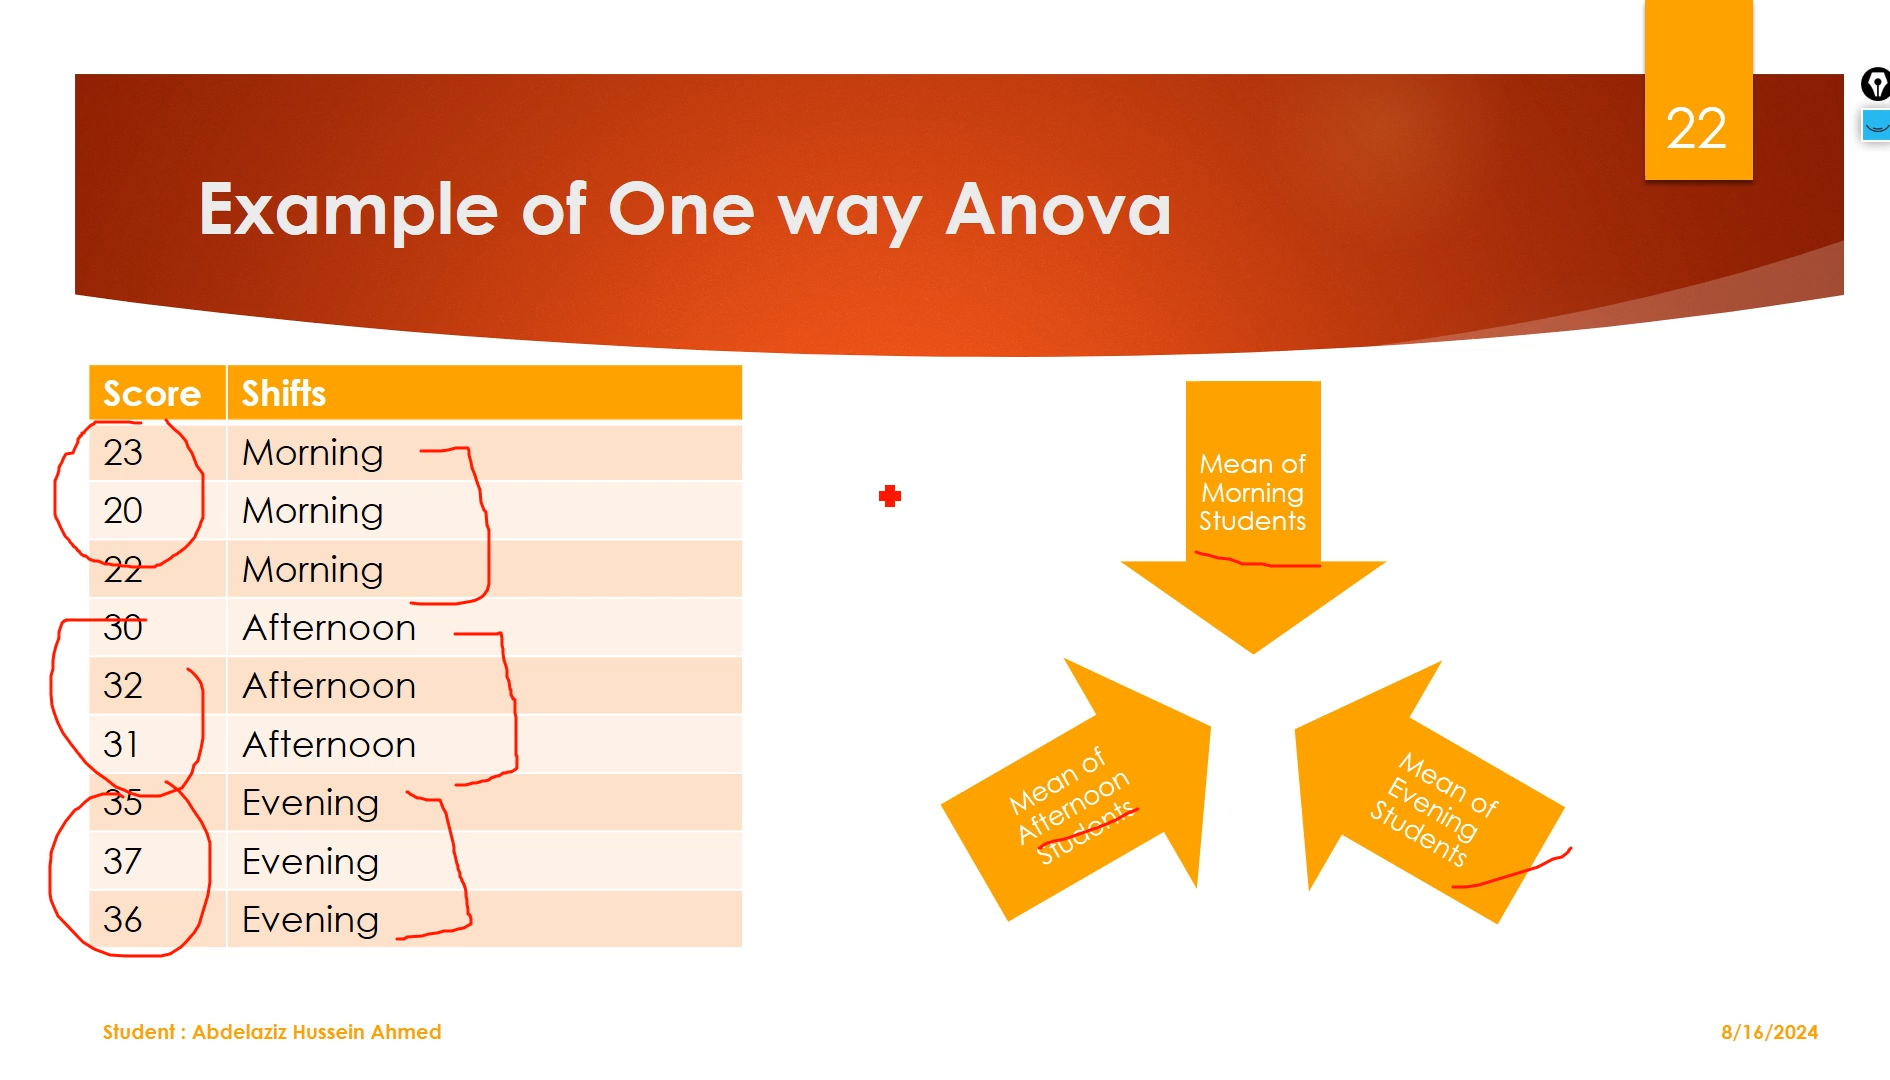 22
Example of One way Anova
Score Shifts
23 Morning
20 Morning
22 Morning
30 Afternoon
32 Afternoon
31 Afternoon
35 Evening
37 Evening
36 Evening
Mean of
Morning
Students
Mean of
Afternoon
Students
Mean of
Evening
Students
Student : Abdelaziz Hussein Ahmed
8/16/2024